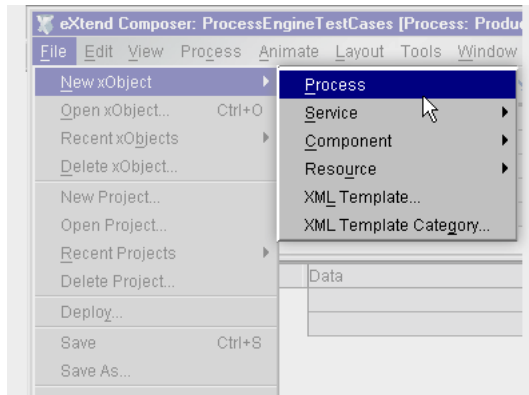 eXtend Composer: ProcessEngineTestCases [Process: Produ
File Edit View Process Animate Layout Tools Window
New xObject
Open xObject... Ctrl+O
Recent xObjects
Delete xObject...
New Project...
Open Project...
Recent Projects
Delete Project...
Deploy...
Save Ctrl+S
Save As...
Process
Service
Component
Resource
XML Template...
XML Template Category...
Data